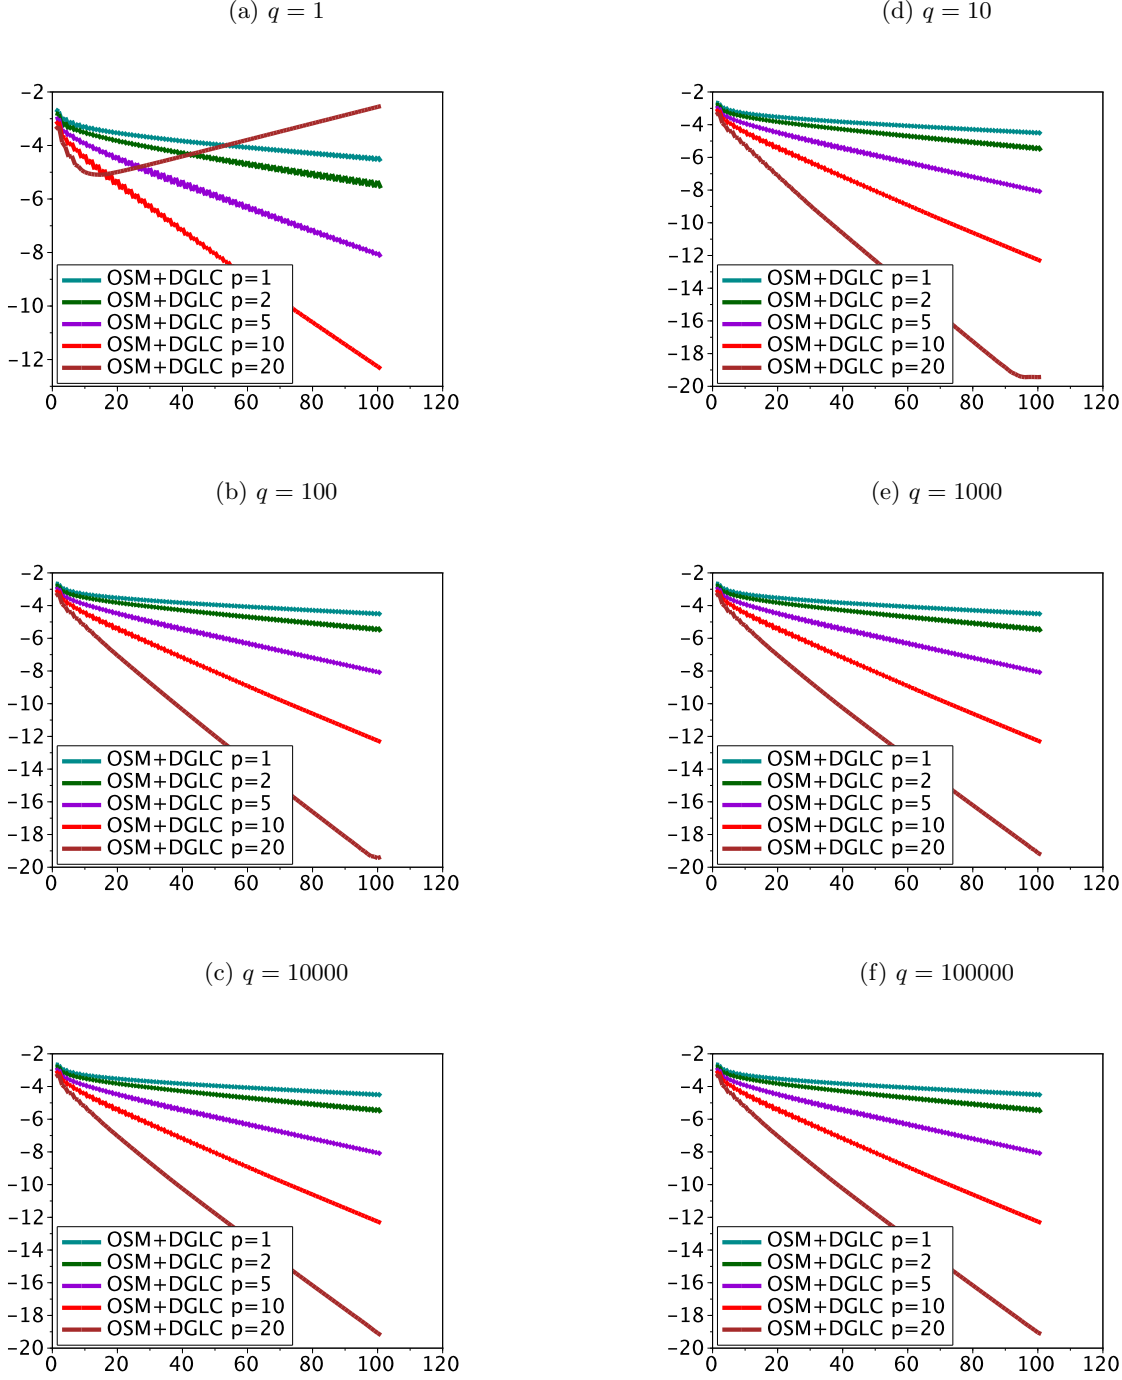 (a) q = 1
-2
-4
-6
-8
-10
-12
OSM+DGLC p=1
OSM+DGLC p=2
OSM+DGLC p=5
OSM+DGLC p=10
OSM+DGLC p=20
0 20 40 60 80 100 120
(d) q = 10
-2
-4
-6
-8
-10
-12
-14
-16
-18
-20
OSM+DGLC p=1
OSM+DGLC p=2
OSM+DGLC p=5
OSM+DGLC p=10
OSM+DGLC p=20
0 20 40 60 80 100 120
(b) q = 100
-2
-4
-6
-8
-10
-12
-14
-16
-18
-20
OSM+DGLC p=1
OSM+DGLC p=2
OSM+DGLC p=5
OSM+DGLC p=10
OSM+DGLC p=20
0 20 40 60 80 100 120
(e) q = 1000
-2
-4
-6
-8
-10
-12
-14
-16
-18
-20
OSM+DGLC p=1
OSM+DGLC p=2
OSM+DGLC p=5
OSM+DGLC p=10
OSM+DGLC p=20
0 20 40 60 80 100 120
(c) q = 10000
-2
-4
-6
-8
-10
-12
-14
-16
-18
-20
OSM+DGLC p=1
OSM+DGLC p=2
OSM+DGLC p=5
OSM+DGLC p=10
OSM+DGLC p=20
0 20 40 60 80 100 120
(f) q = 100000
-2
-4
-6
-8
-10
-12
-14
-16
-18
-20
OSM+DGLC p=1
OSM+DGLC p=2
OSM+DGLC p=5
OSM+DGLC p=10
OSM+DGLC p=20
0 20 40 60 80 100 120